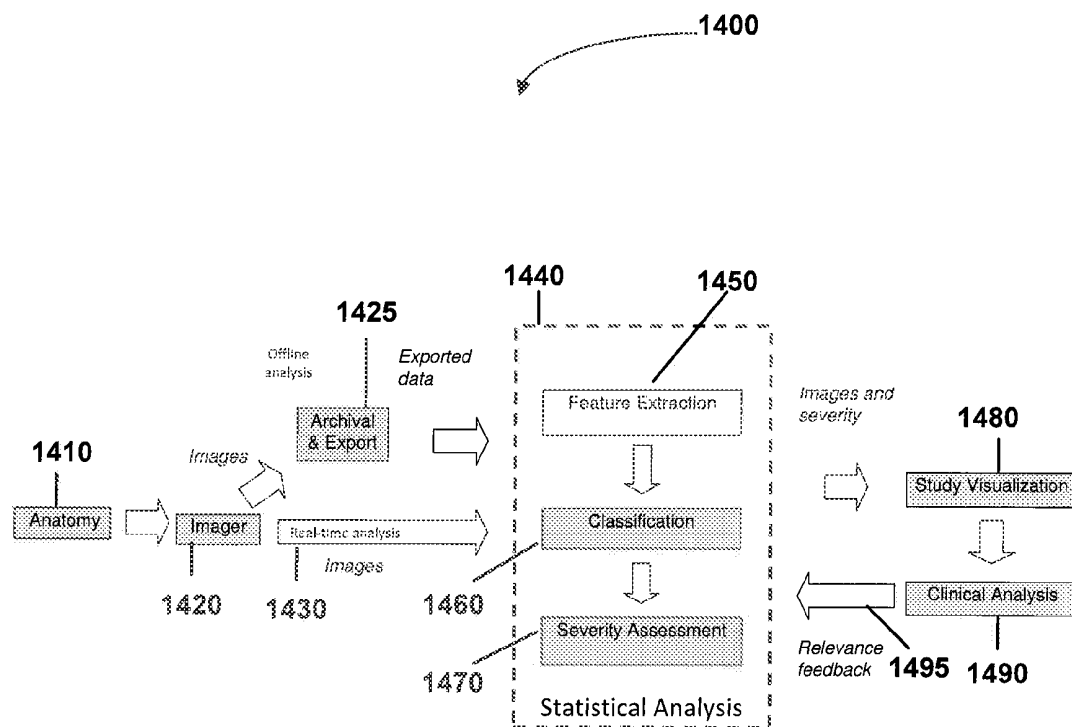 1400
1440
1450
1425
Offline
analysis
Exported
data
Feature Extraction
Images and
severity
Archival
& Export
1480
1410
Images
Study Visualization
Anatomy
Imager
Real-time analysis
Classification
Images
1420
1430
1460
Clinical Analysis
Severity Assessment
Relevance
feedback
1495
1490
1470
Statistical Analysis